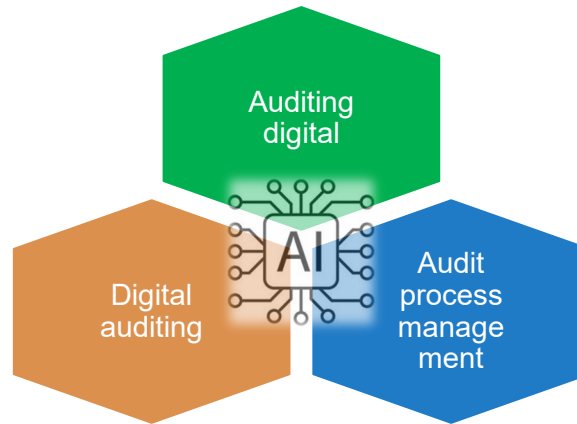 Auditing
digital
AI
Digital
auditing
Audit
process
manage
ment